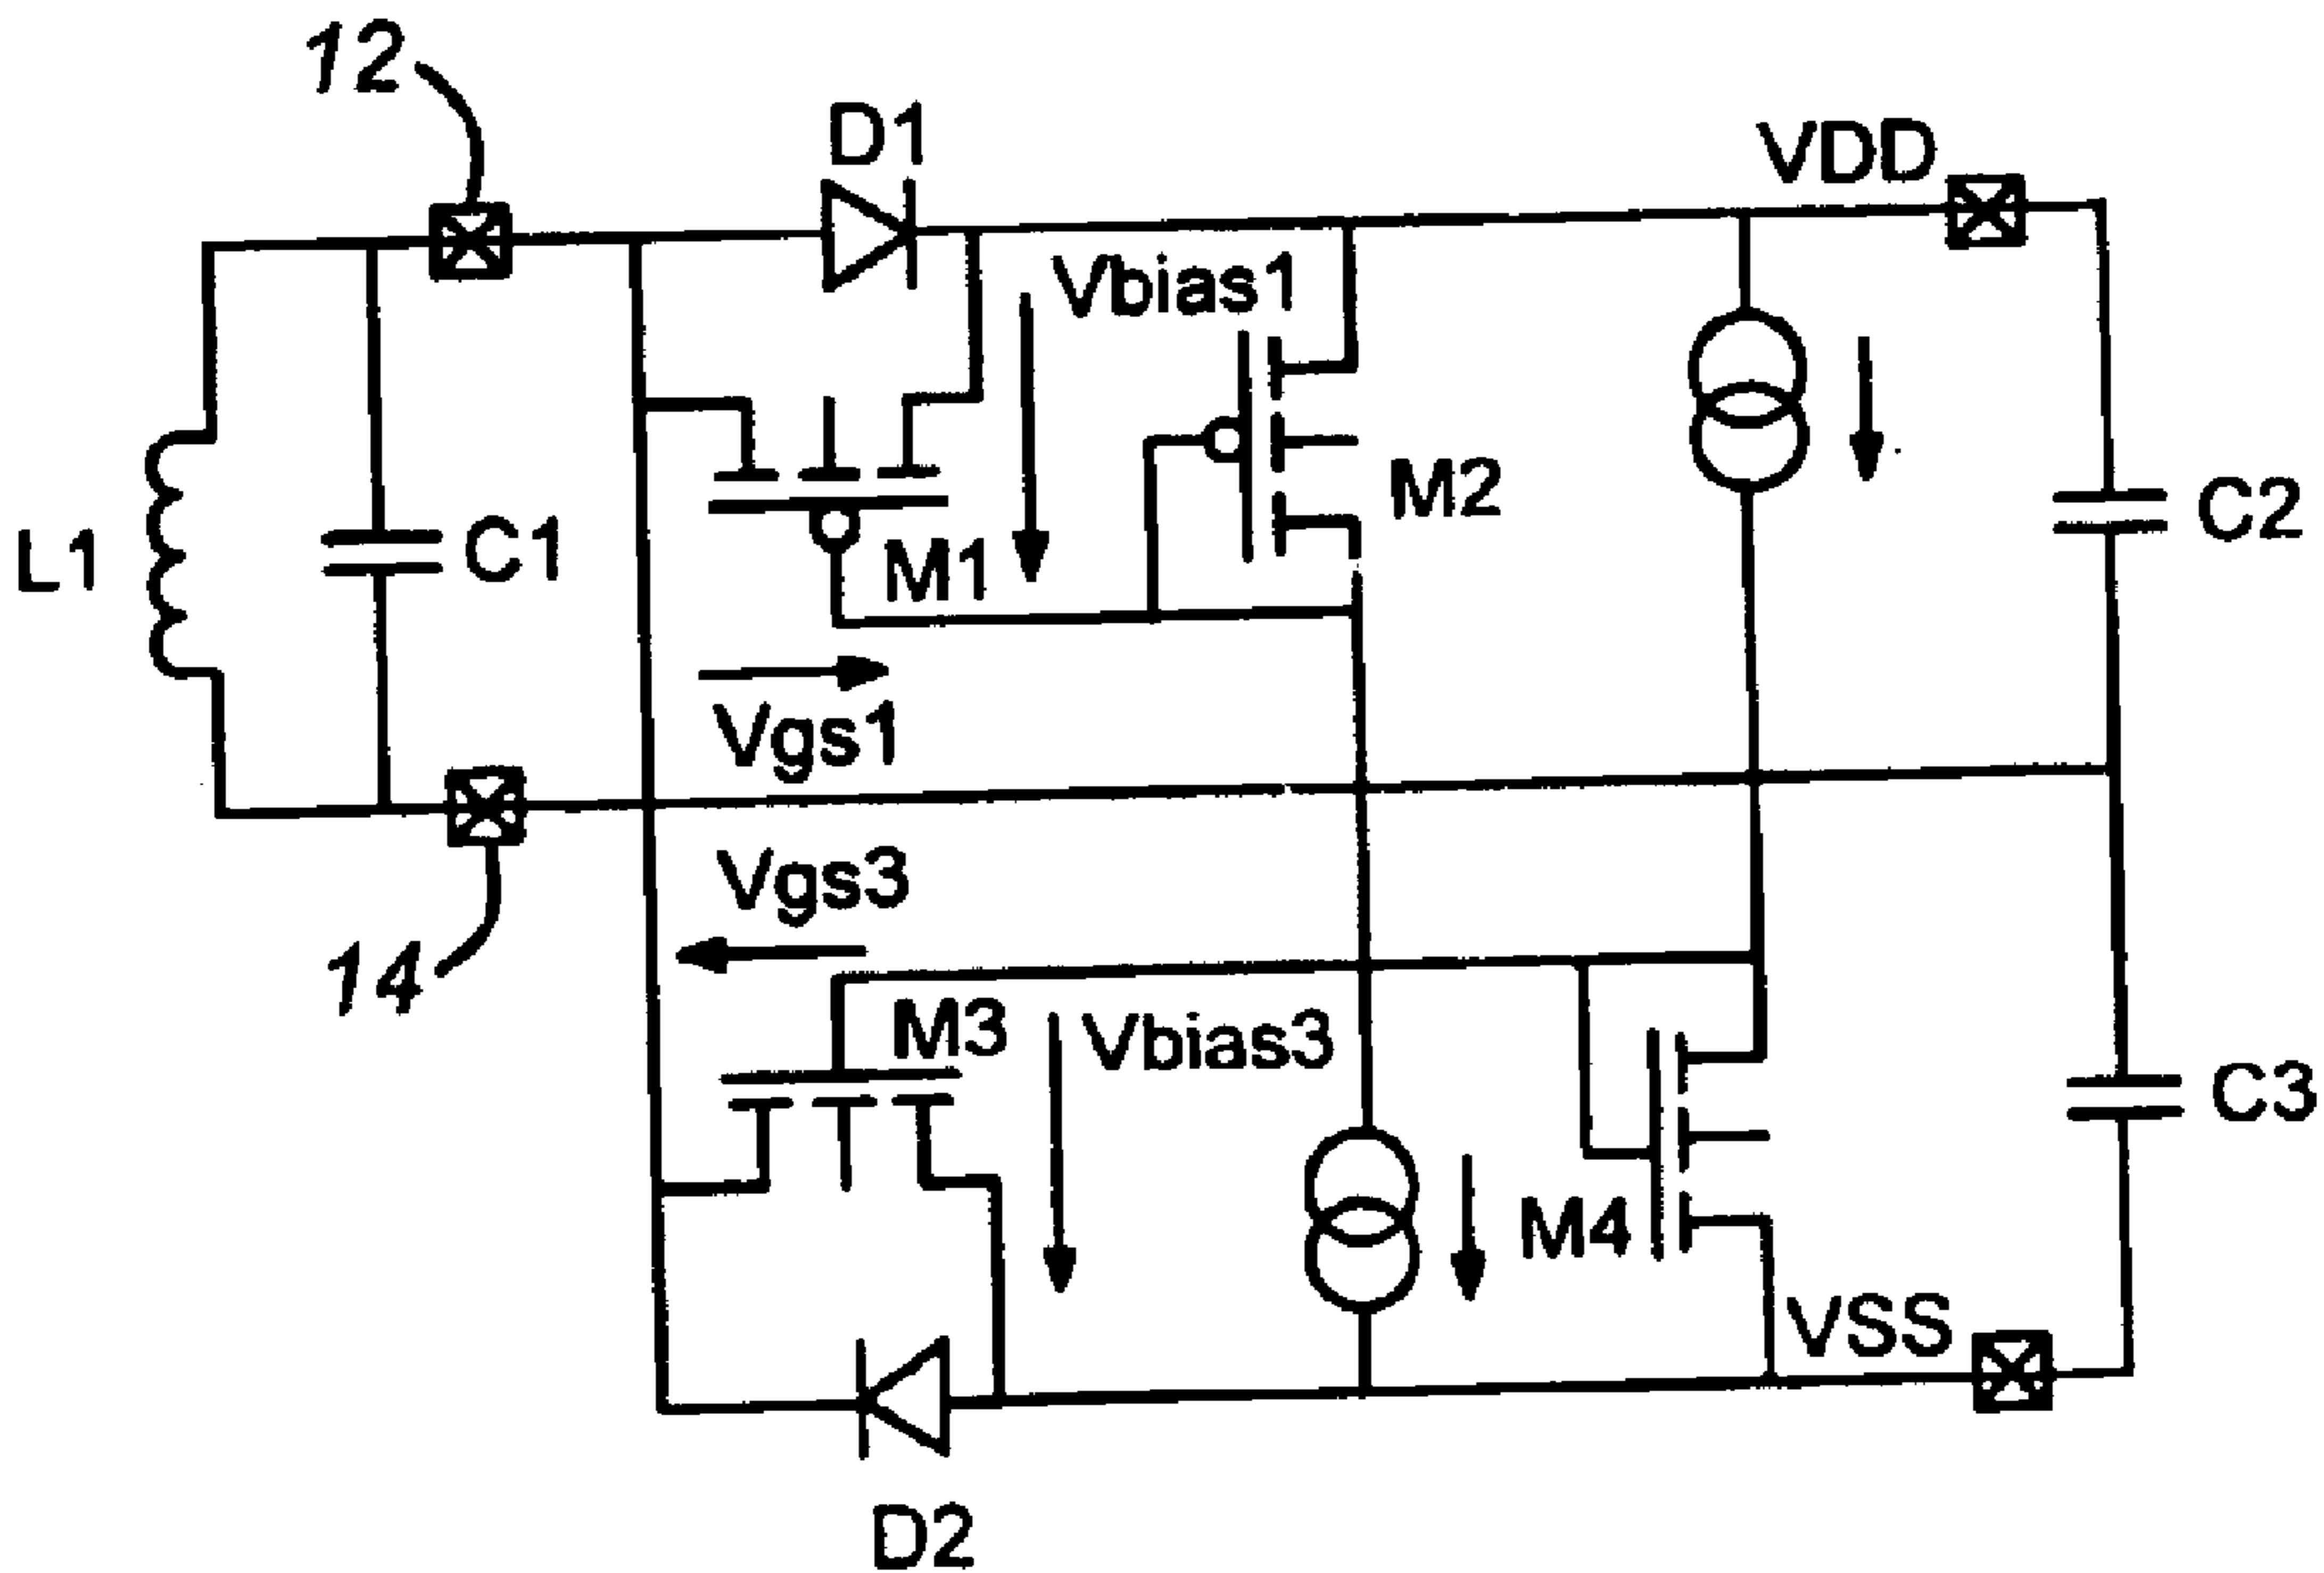 12
D1
VDD
Vbias1
M2
C2
L1
C1
M1
Vgs1
Vgs3
14
M3
Vbias3
C3
M4
VSS
D2